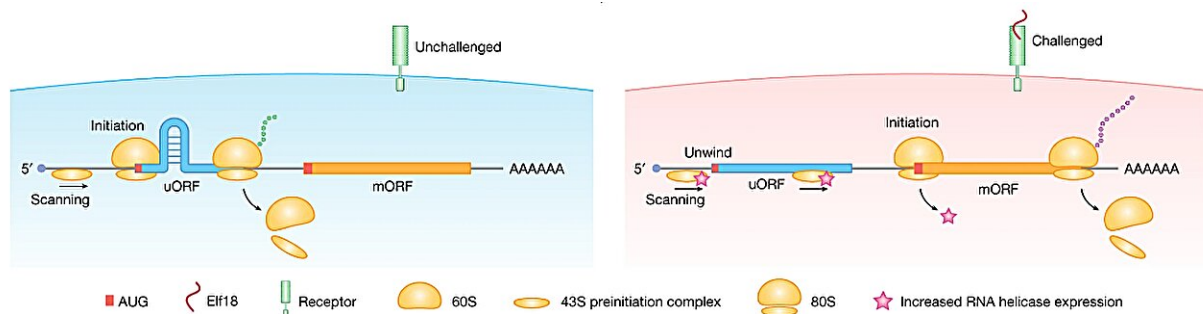 Unchallenged
Initiation
5′
AAAAAA
uORF
mORF
Scanning
Challenged
Initiation
Unwind
5′
AAAAAA
uORF
mORF
Scanning
AUG
Elf18
Receptor
60S
43S preinitiation complex
80S
Increased RNA helicase expression